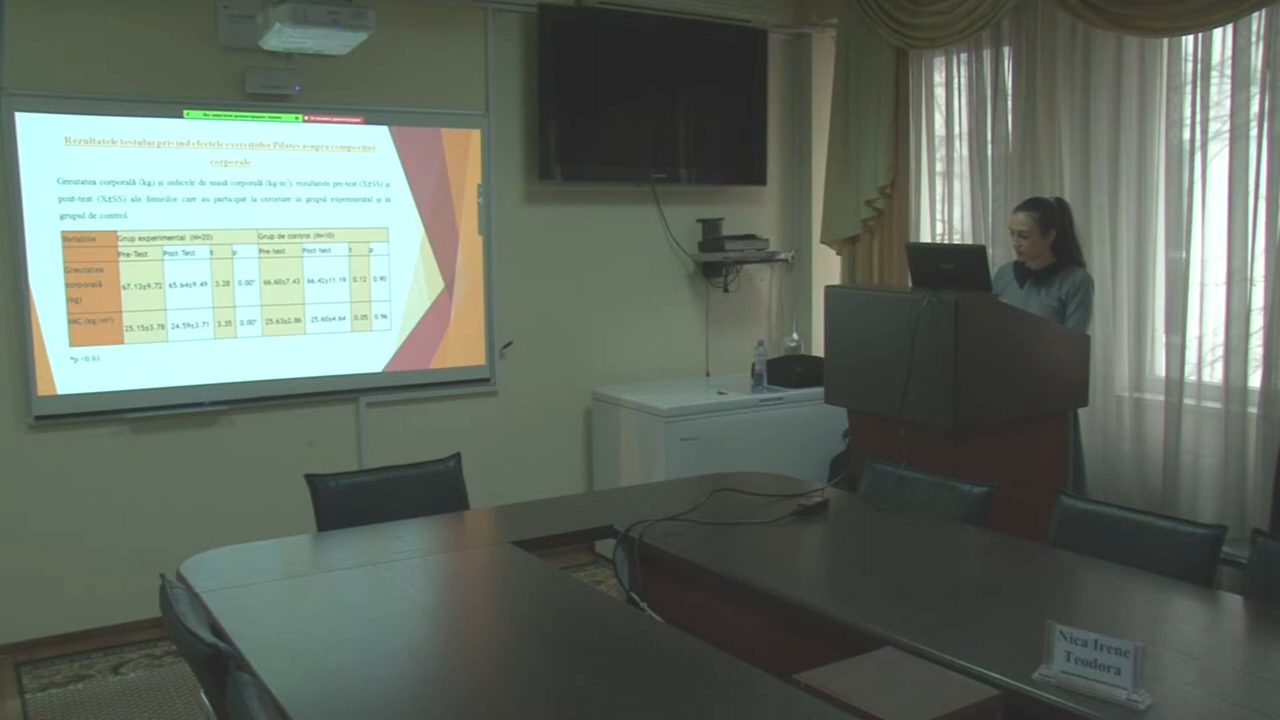 Rezultatele testului privind efectele exercițiilor Pilates asupra compoziției
corporale
Greutatea corporală (kg) și indicele de masă corporală (kg/m²), rezultatele pre-test (X±SS) și
post-test (X±SS) ale femeilor care au participat la cercetare în grupul experimental și în
grupul de control
Variabile Grup experimental (N=20) Grup de control (N=10)
Pre-Test Post-Test t p Pre-test Post-test t p
Greutatea corporală (kg) 67.13±9.72 65.64±9.49 3.28 0.00* 66.60±7.43 66.42±11.19 0.12 0.90
IMC (kg/m²) 25.15±3.78 24.59±3.71 3.35 0.00* 25.63±2.86 25.60±4.64 0.05 0.96
*p <0.01
Nica Irene
Teodora